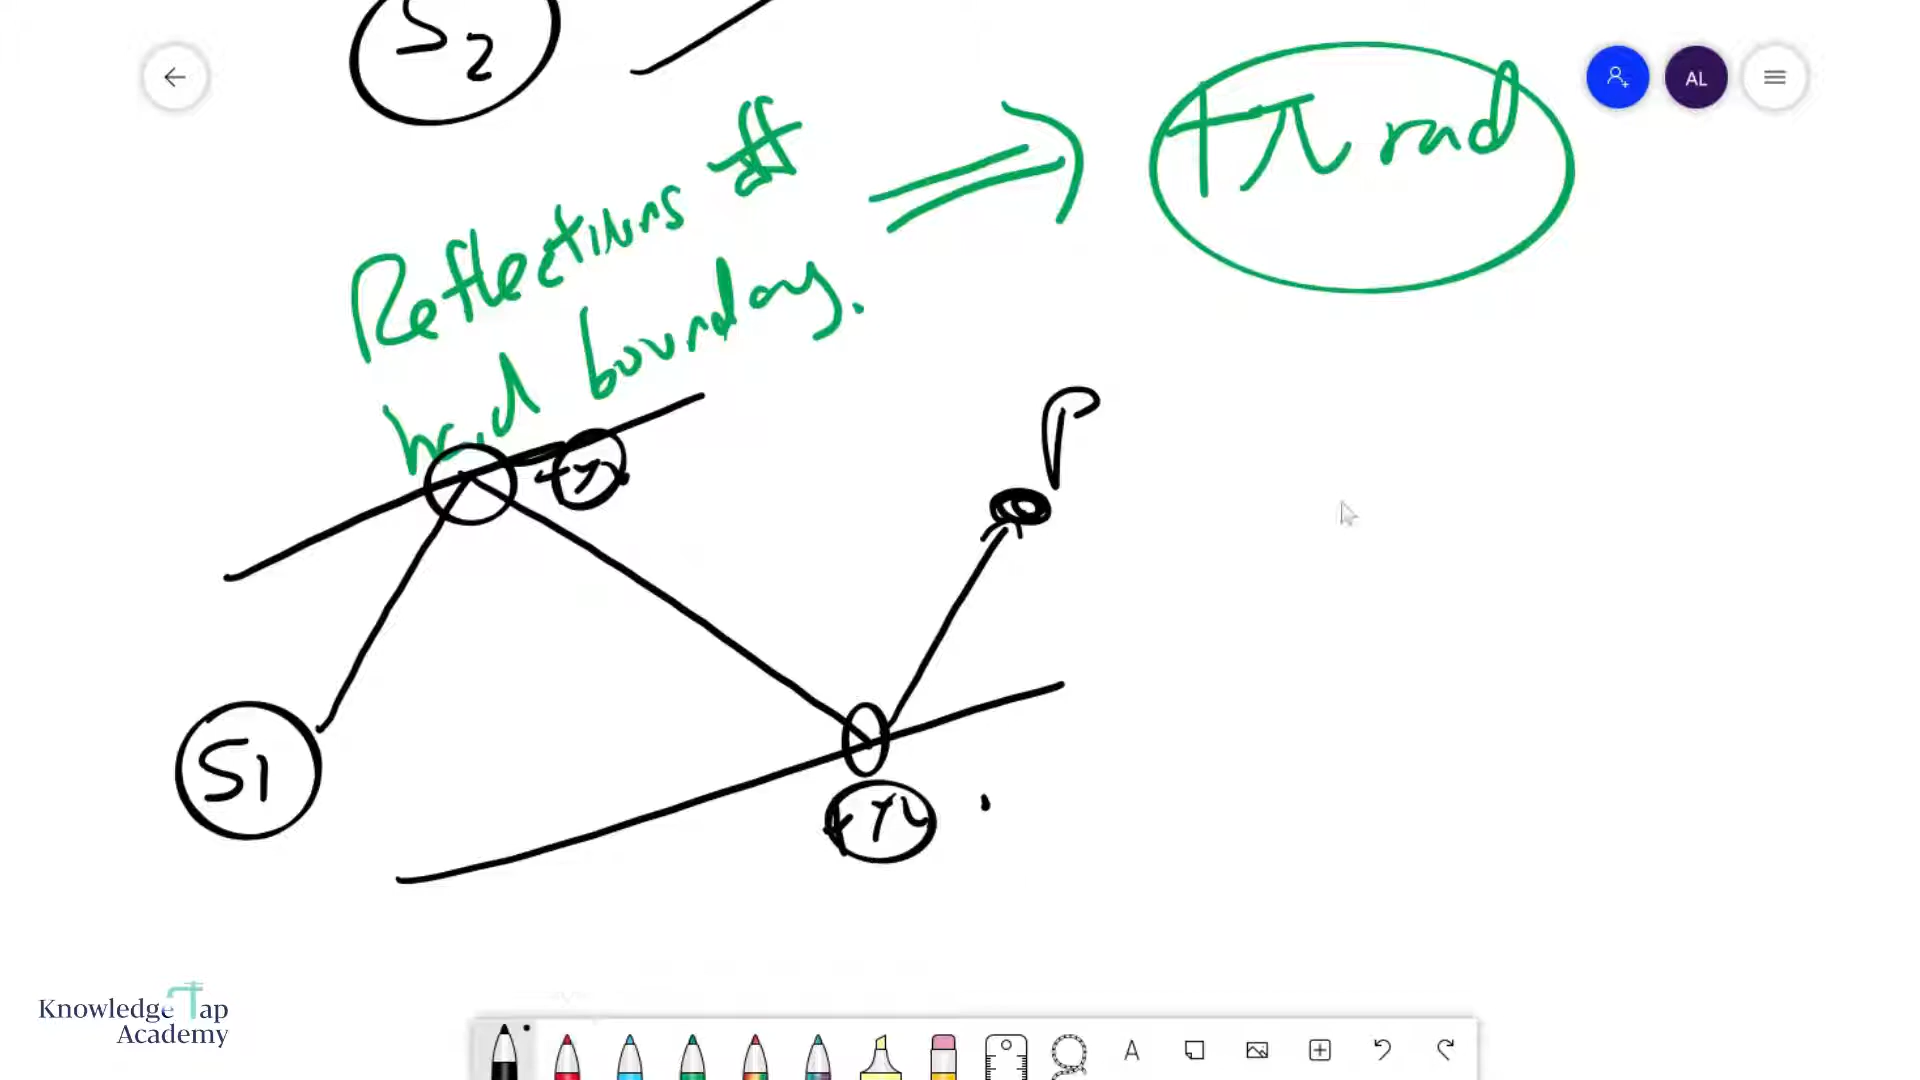 S2
AL
Reflections off
hard boundary.
⇒ +π rad
+π
P
S1
+π
Knowledge Tap
Academy
A